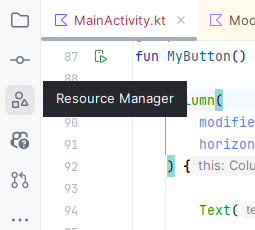 MainActivity.kt × Mod
87 fun MyButton()
88
Resource Manager umn(
90 modifie
91 horizon
92 ) { this: Colu
93
94 Text( te